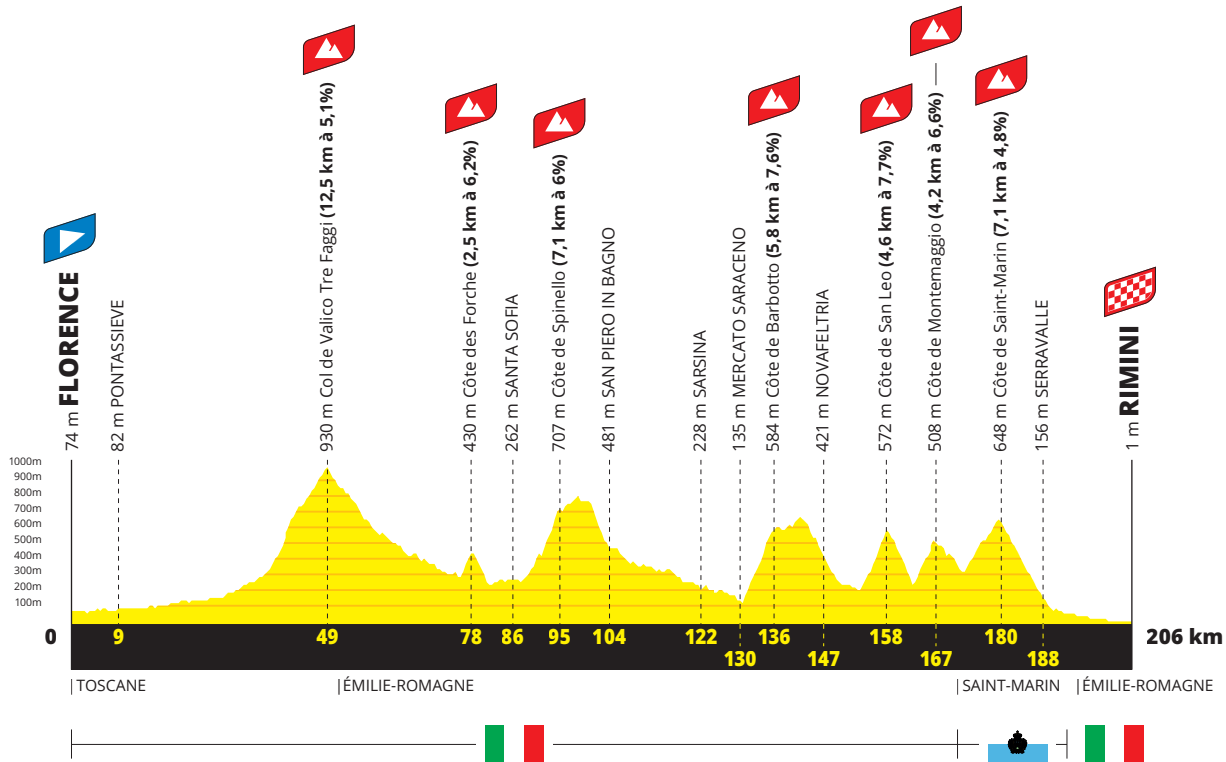 74 m FLORENCE
82 m PONTASSIEVE
930 m Col de Valico Tre Faggi (12,5 km à 5,1%)
430 m Côte des Forche (2,5 km à 6,2%)
262 m SANTA SOFIA
707 m Côte de Spinello (7,1 km à 6%)
481 m SAN PIERO IN BAGNO
228 m SARSINA
135 m MERCATO SARACENO
584 m Côte de Barbotto (5,8 km à 7,6%)
421 m NOVAFELTRIA
572 m Côte de San Leo (4,6 km à 7,7%)
508 m Côte de Montemaggio (4,2 km à 6,6%)
648 m Côte de Saint-Marin (7,1 km à 4,8%)
156 m SERRAVALLE
1 m RIMINI
1000m
900m
800m
700m
600m
500m
400m
300m
200m
100m
0 9 49 78 86 95 104 122 136 158 180 206 km
130 147 167 188
TOSCANE ÉMILIE-ROMAGNE SAINT-MARIN ÉMILIE-ROMAGNE